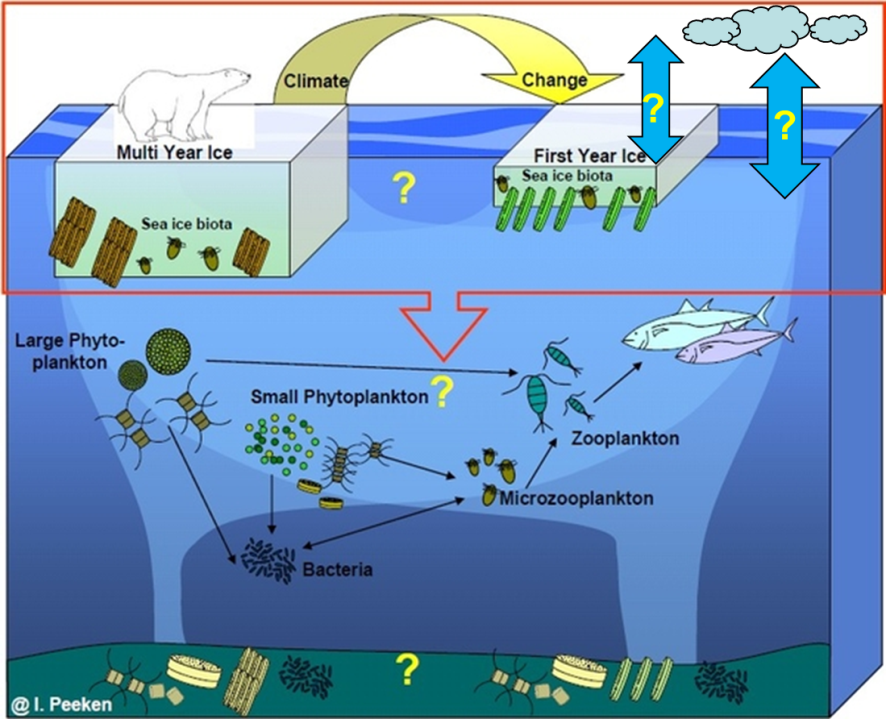 Climate
Change
?
?
Multi Year Ice
First Year Ice
Sea ice biota
?
Sea ice biota
Large Phyto-
plankton
?
Small Phytoplankton
Zooplankton
Microzooplankton
Bacteria
?
@ I. Peeken